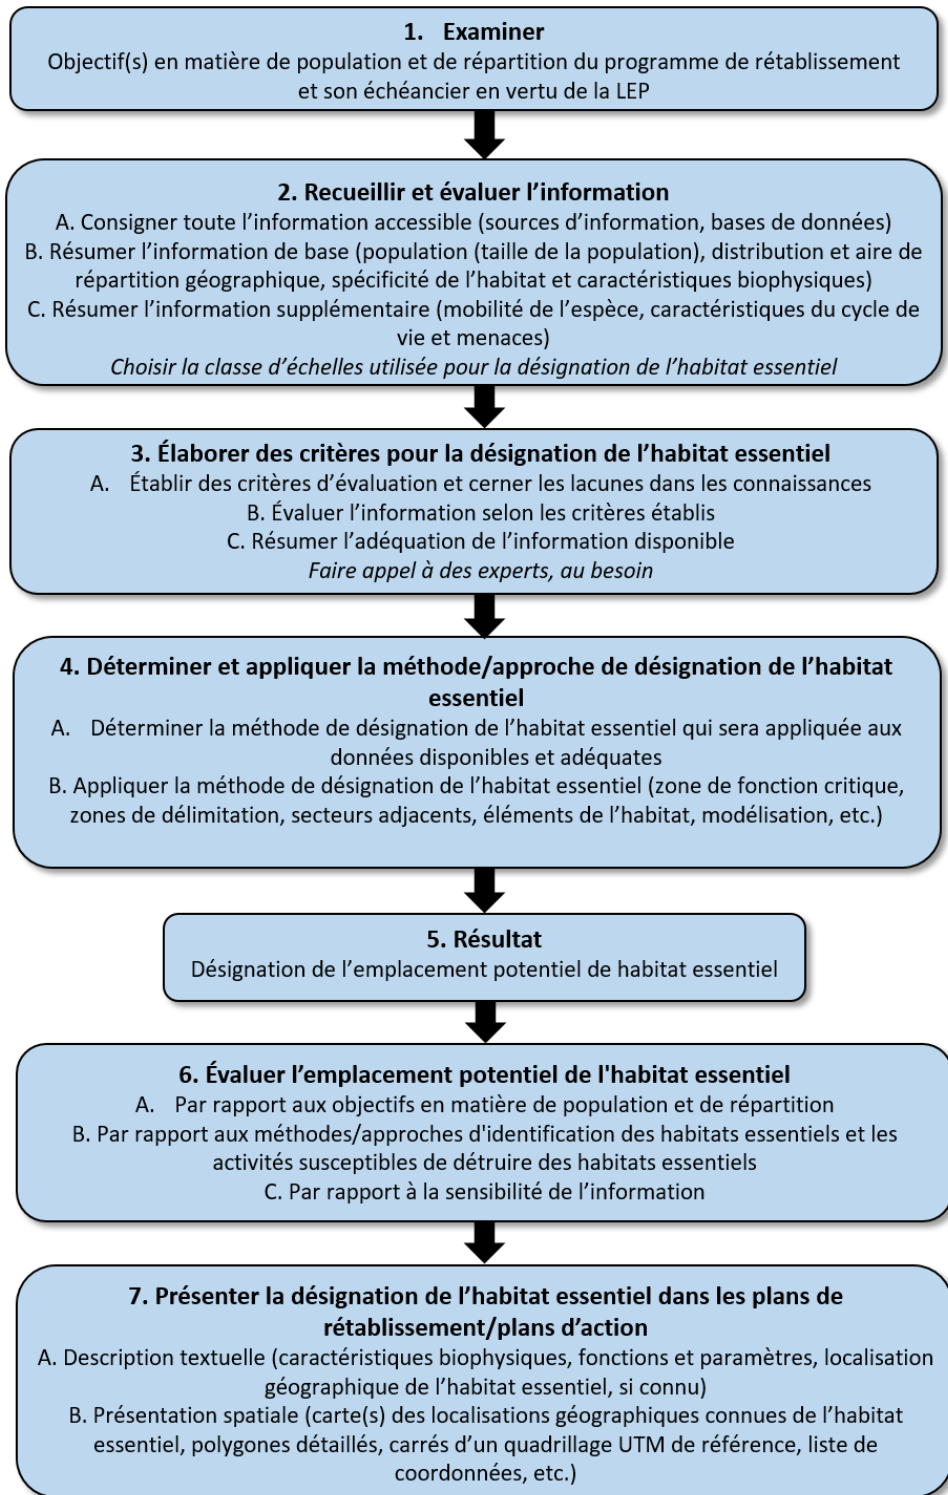 1. Examiner
Objectif(s) en matière de population et de répartition du programme de rétablissement
et son échéancier en vertu de la LEP
2. Recueillir et évaluer l’information
A. Consigner toute l’information accessible (sources d’information, bases de données)
B. Résumer l’information de base (population (taille de la population), distribution et aire de
répartition géographique, spécificité de l’habitat et caractéristiques biophysiques)
C. Résumer l’information supplémentaire (mobilité de l’espèce, caractéristiques du cycle de
vie et menaces)
Choisir la classe d’échelles utilisée pour la désignation de l’habitat essentiel
3. Élaborer des critères pour la désignation de l’habitat essentiel
A. Établir des critères d’évaluation et cerner les lacunes dans les connaissances
B. Évaluer l’information selon les critères établis
C. Résumer l’adéquation de l’information disponible
Faire appel à des experts, au besoin
4. Déterminer et appliquer la méthode/approche de désignation de l’habitat
essentiel
A. Déterminer la méthode de désignation de l’habitat essentiel qui sera appliquée aux
données disponibles et adéquates
B. Appliquer la méthode de désignation de l’habitat essentiel (zone de fonction critique,
zones de délimitation, secteurs adjacents, éléments de l’habitat, modélisation, etc.)
5. Résultat
Désignation de l’emplacement potentiel de habitat essentiel
6. Évaluer l’emplacement potentiel de l'habitat essentiel
A. Par rapport aux objectifs en matière de population et de répartition
B. Par rapport aux méthodes/approches d'identification des habitats essentiels et les
activités susceptibles de détruire des habitats essentiels
C. Par rapport à la sensibilité de l’information
7. Présenter la désignation de l’habitat essentiel dans les plans de
rétablissement/plans d’action
A. Description textuelle (caractéristiques biophysiques, fonctions et paramètres, localisation
géographique de l’habitat essentiel, si connu)
B. Présentation spatiale (carte(s) des localisations géographiques connues de l’habitat
essentiel, polygones détaillés, carrés d’un quadrillage UTM de référence, liste de
coordonnées, etc.)